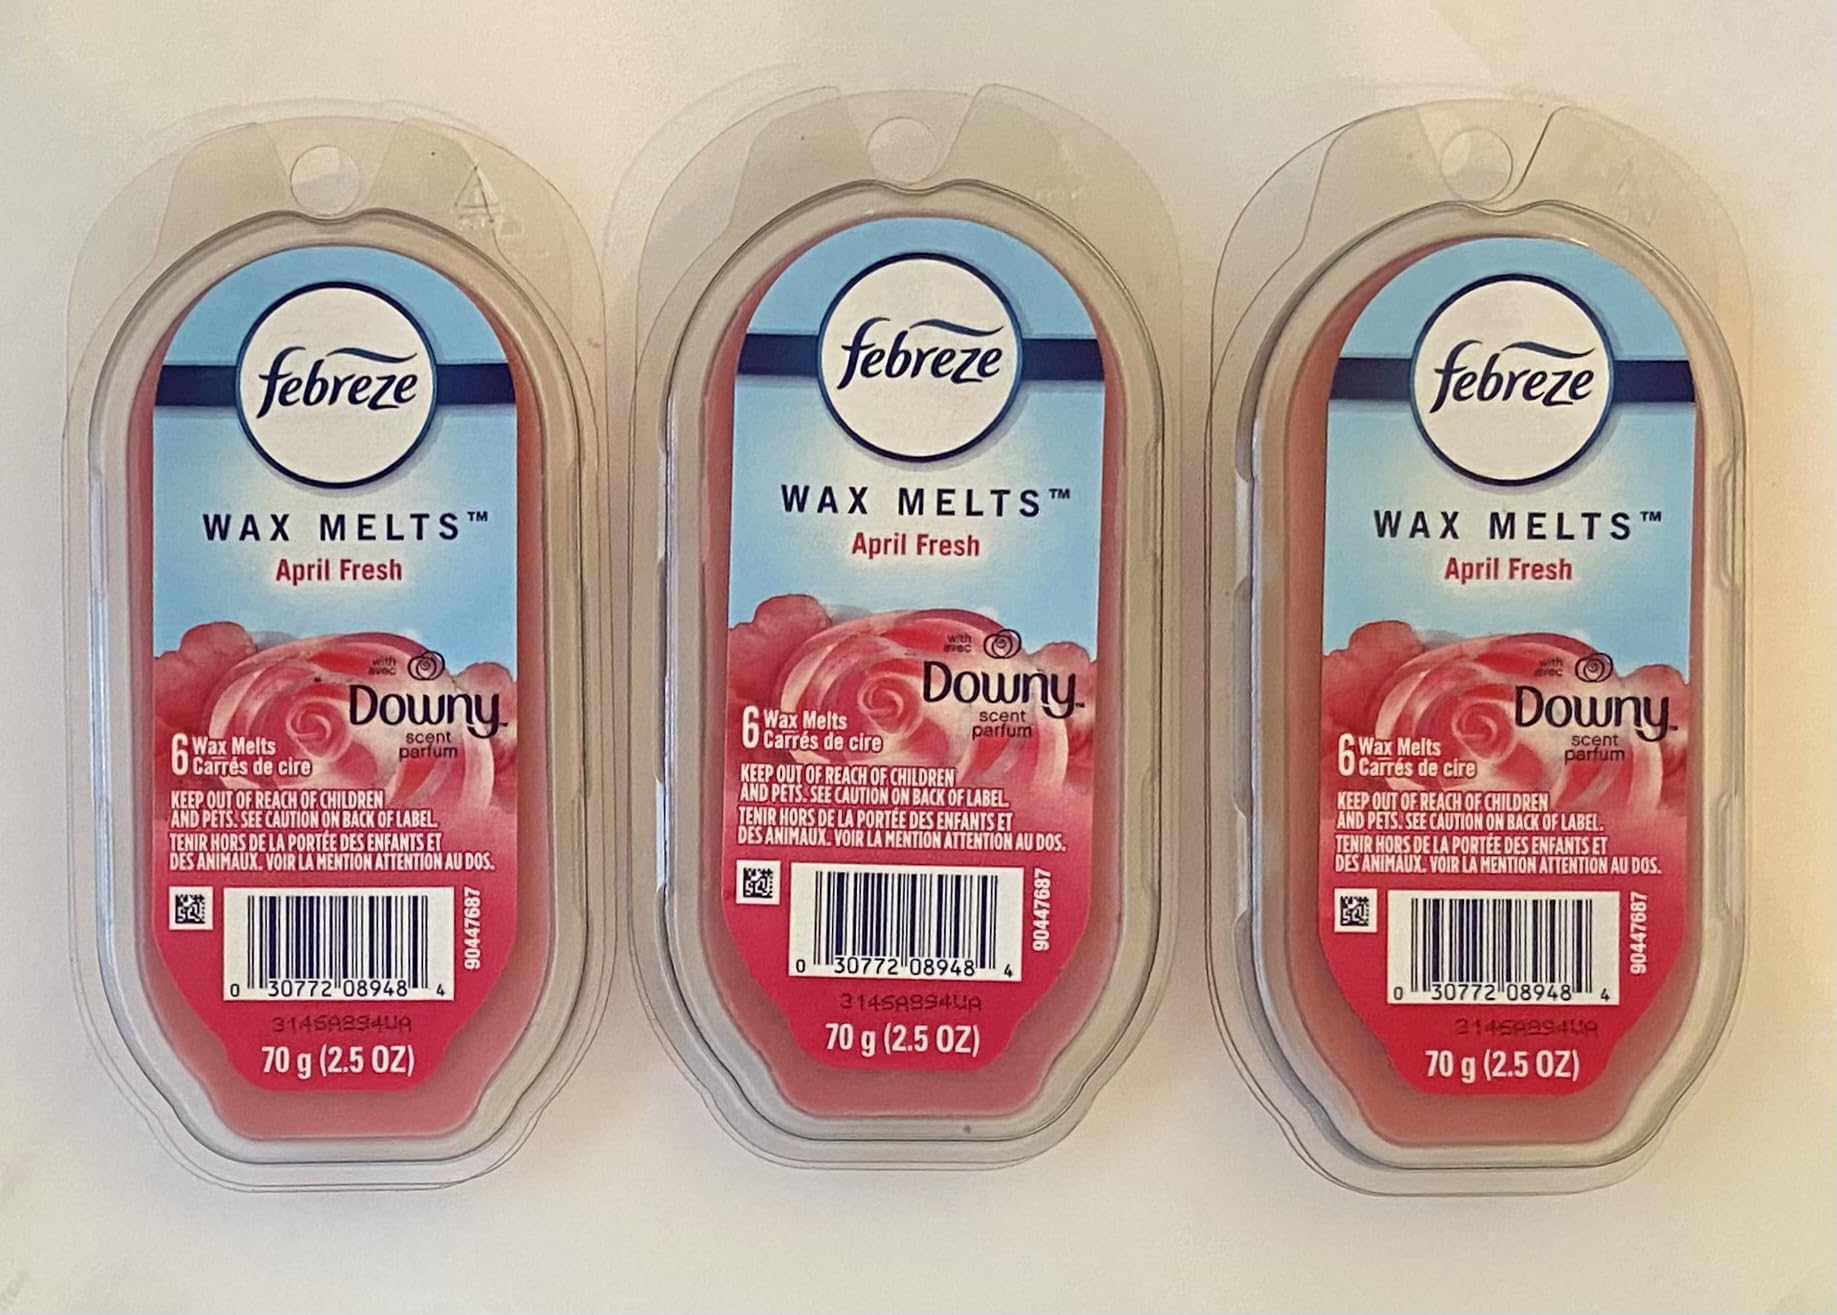 febreze
WAX MELTS™
April Fresh
with
avec
Downy
scent
parfum
6 Wax Melts
Carrés de cire
KEEP OUT OF REACH OF CHILDREN
AND PETS. SEE CAUTION ON BACK OF LABEL.
TENIR HORS DE LA PORTÉE DES ENFANTS ET
DES ANIMAUX. VOIR LA MENTION ATTENTION AU DOS.
90447687
0 30772 08948 4
3145A894UA
70 g (2.5 OZ)
febreze
WAX MELTS™
April Fresh
with
avec
Downy
scent
parfum
6 Wax Melts
Carrés de cire
KEEP OUT OF REACH OF CHILDREN
AND PETS. SEE CAUTION ON BACK OF LABEL.
TENIR HORS DE LA PORTÉE DES ENFANTS ET
DES ANIMAUX. VOIR LA MENTION ATTENTION AU DOS.
90447687
0 30772 08948 4
3145A894UA
70 g (2.5 OZ)
febreze
WAX MELTS™
April Fresh
with
avec
Downy
scent
parfum
6 Wax Melts
Carrés de cire
KEEP OUT OF REACH OF CHILDREN
AND PETS. SEE CAUTION ON BACK OF LABEL.
TENIR HORS DE LA PORTÉE DES ENFANTS ET
DES ANIMAUX. VOIR LA MENTION ATTENTION AU DOS.
90447687
0 30772 08948 4
3145A894UA
70 g (2.5 OZ)